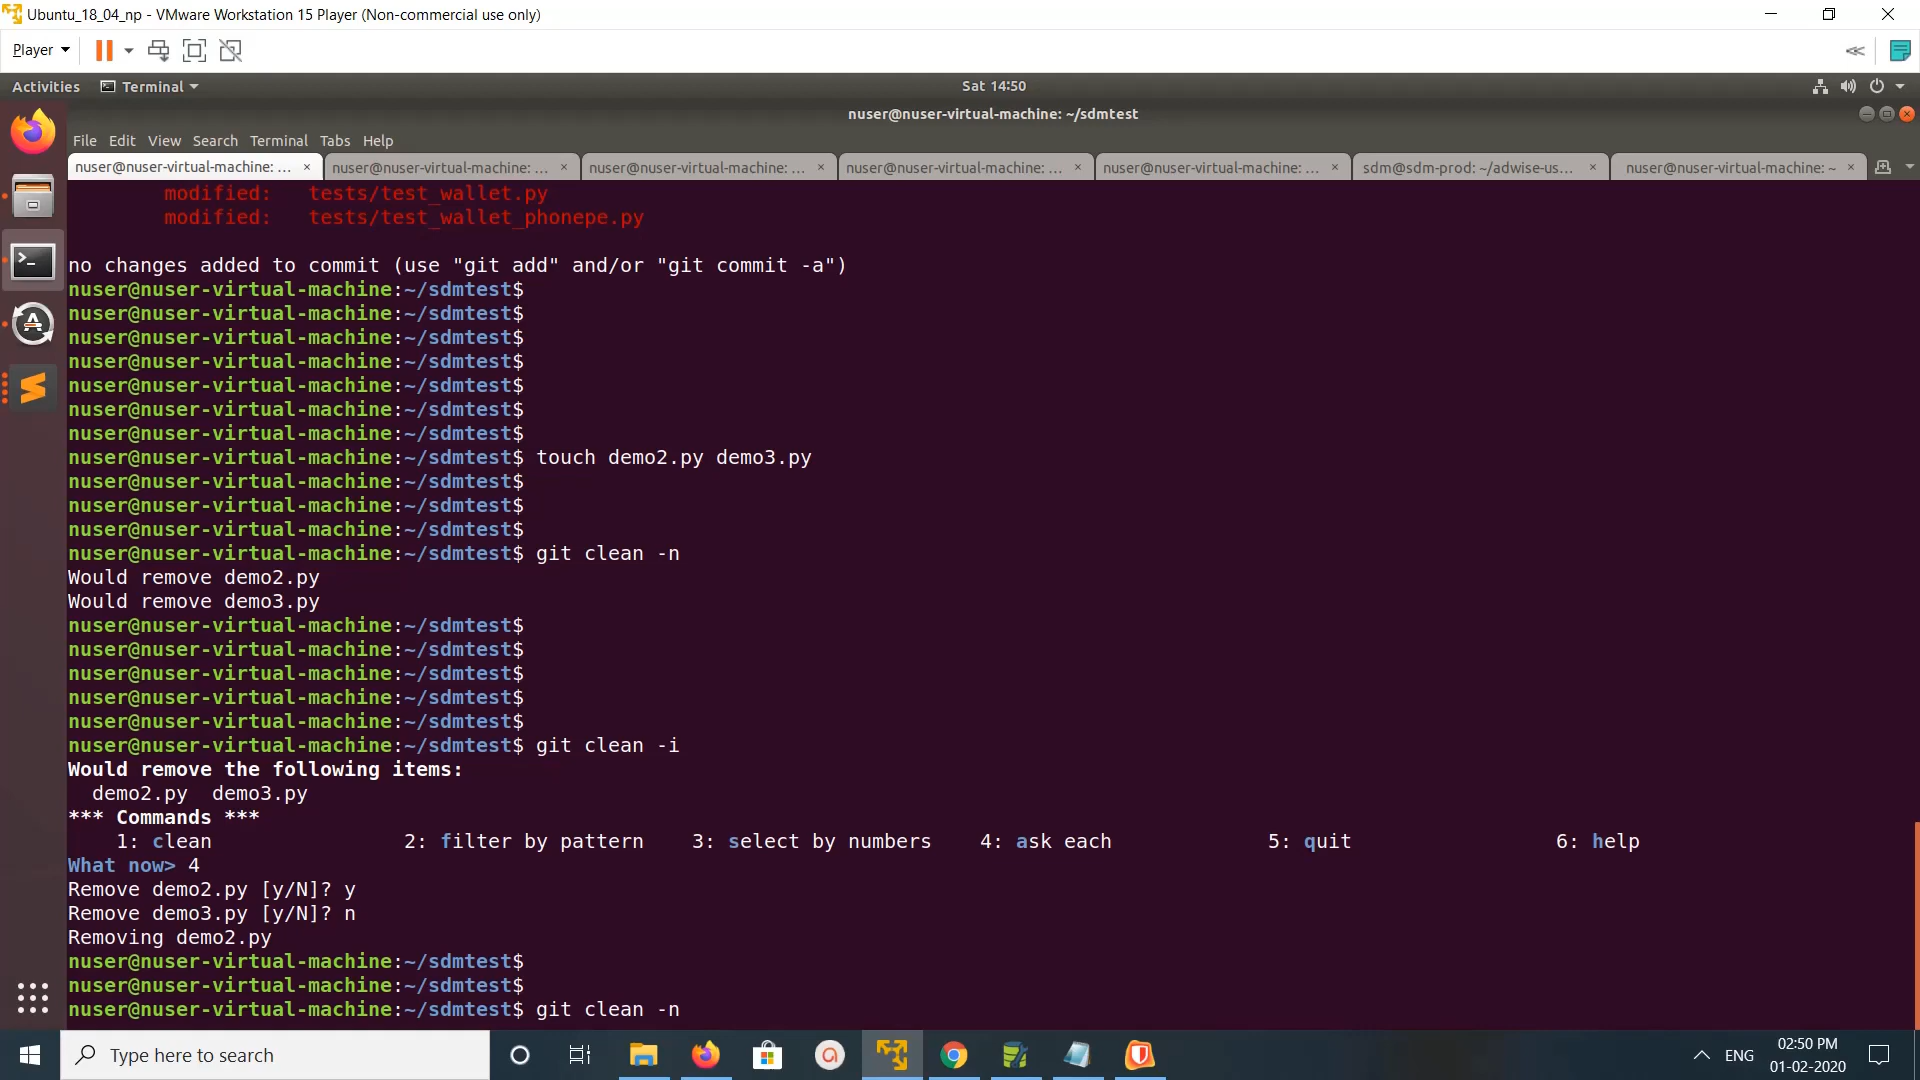 Ubuntu_18_04_np - VMware Workstation 15 Player (Non-commercial use only)
Player
Activities Terminal Sat 14:50
nuser@nuser-virtual-machine: ~/sdmtest
File Edit View Search Terminal Tabs Help
nuser@nuser-virtual-machine: ... × nuser@nuser-virtual-machine: ... × nuser@nuser-virtual-machine: ... × nuser@nuser-virtual-machine: ... × nuser@nuser-virtual-machine: ... × sdm@sdm-prod: ~/adwise-us... × nuser@nuser-virtual-machine: ~ ×
modified: tests/test_wallet.py
modified: tests/test_wallet_phonepe.py
no changes added to commit (use "git add" and/or "git commit -a")
nuser@nuser-virtual-machine:~/sdmtest$
nuser@nuser-virtual-machine:~/sdmtest$
nuser@nuser-virtual-machine:~/sdmtest$
nuser@nuser-virtual-machine:~/sdmtest$
nuser@nuser-virtual-machine:~/sdmtest$
nuser@nuser-virtual-machine:~/sdmtest$
nuser@nuser-virtual-machine:~/sdmtest$
nuser@nuser-virtual-machine:~/sdmtest$ touch demo2.py demo3.py
nuser@nuser-virtual-machine:~/sdmtest$
nuser@nuser-virtual-machine:~/sdmtest$
nuser@nuser-virtual-machine:~/sdmtest$
nuser@nuser-virtual-machine:~/sdmtest$ git clean -n
Would remove demo2.py
Would remove demo3.py
nuser@nuser-virtual-machine:~/sdmtest$
nuser@nuser-virtual-machine:~/sdmtest$
nuser@nuser-virtual-machine:~/sdmtest$
nuser@nuser-virtual-machine:~/sdmtest$
nuser@nuser-virtual-machine:~/sdmtest$
nuser@nuser-virtual-machine:~/sdmtest$ git clean -i
Would remove the following items:
demo2.py demo3.py
*** Commands ***
1: clean 2: filter by pattern 3: select by numbers 4: ask each 5: quit 6: help
What now> 4
Remove demo2.py [y/N]? y
Remove demo3.py [y/N]? n
Removing demo2.py
nuser@nuser-virtual-machine:~/sdmtest$
nuser@nuser-virtual-machine:~/sdmtest$
nuser@nuser-virtual-machine:~/sdmtest$ git clean -n
Type here to search
ENG
02:50 PM
01-02-2020